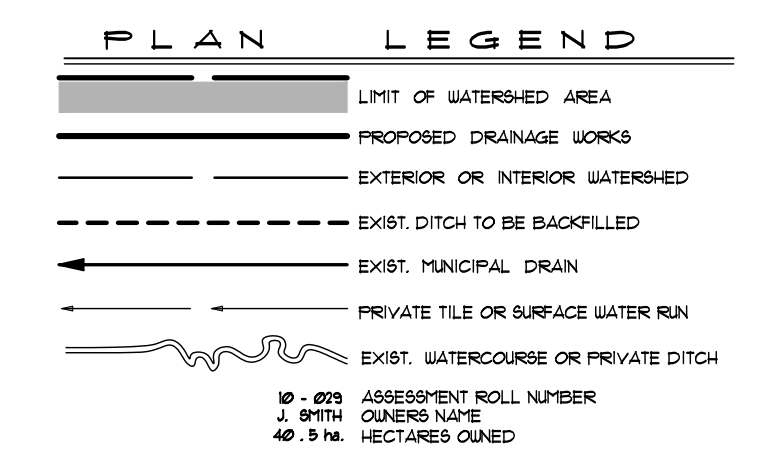 PLAN LEGEND
LIMIT OF WATERSHED AREA
PROPOSED DRAINAGE WORKS
EXTERIOR OR INTERIOR WATERSHED
EXIST. DITCH TO BE BACKFILLED
EXIST. MUNICIPAL DRAIN
PRIVATE TILE OR SURFACE WATER RUN
EXIST. WATERCOURSE OR PRIVATE DITCH
10 - 029 ASSESSMENT ROLL NUMBER
J. SMITH OWNERS NAME
40 . 5 ha. HECTARES OWNED